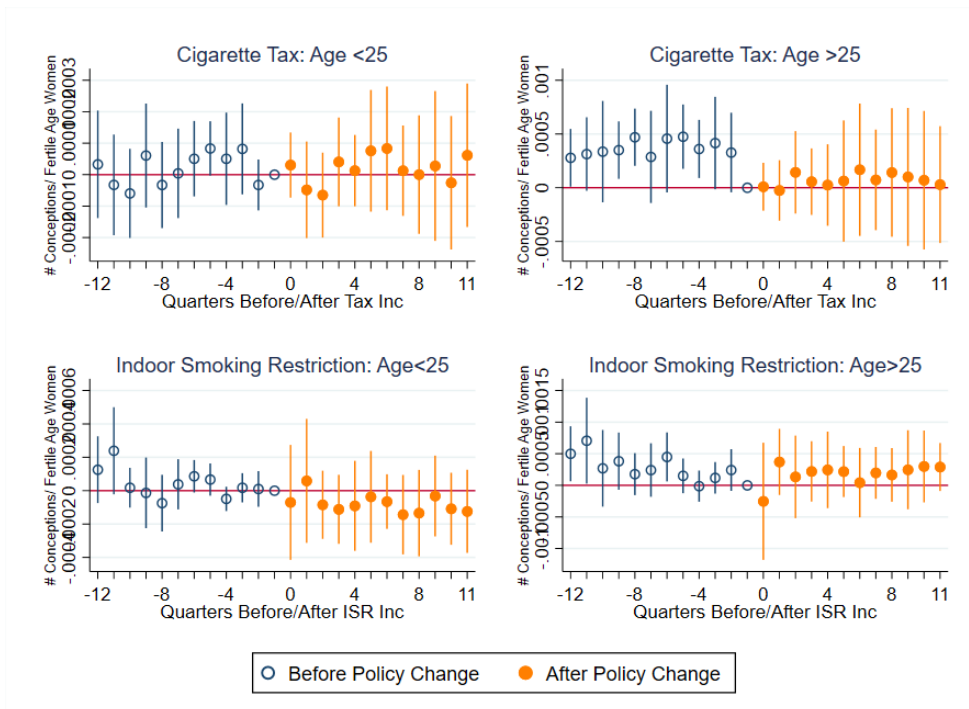 Cigarette Tax: Age <25
# Conceptions/ Fertile Age Women
-12 -8 -4 0 4 8 11
Quarters Before/After Tax Inc
Cigarette Tax: Age >25
# Conceptions/ Fertile Age Women
.001
.0005
0
-.0005
-12 -8 -4 0 4 8 11
Quarters Before/After Tax Inc
Indoor Smoking Restriction: Age<25
# Conceptions/ Fertile Age Women
-12 -8 -4 0 4 8 11
Quarters Before/After ISR Inc
Indoor Smoking Restriction: Age>25
# Conceptions/ Fertile Age Women
-12 -8 -4 0 4 8 11
Quarters Before/After ISR Inc
Before Policy Change
After Policy Change